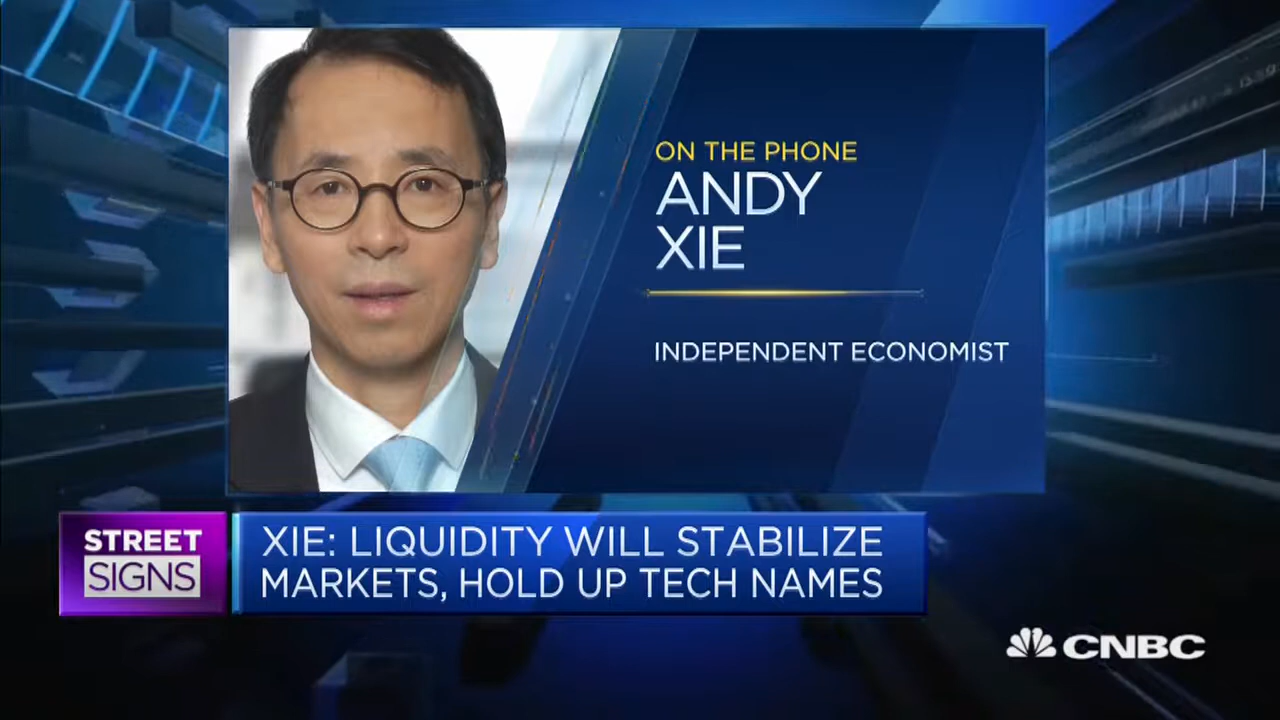 ON THE PHONE
ANDY
XIE
INDEPENDENT ECONOMIST
STREET
SIGNS
XIE: LIQUIDITY WILL STABILIZE
MARKETS, HOLD UP TECH NAMES
CNBC